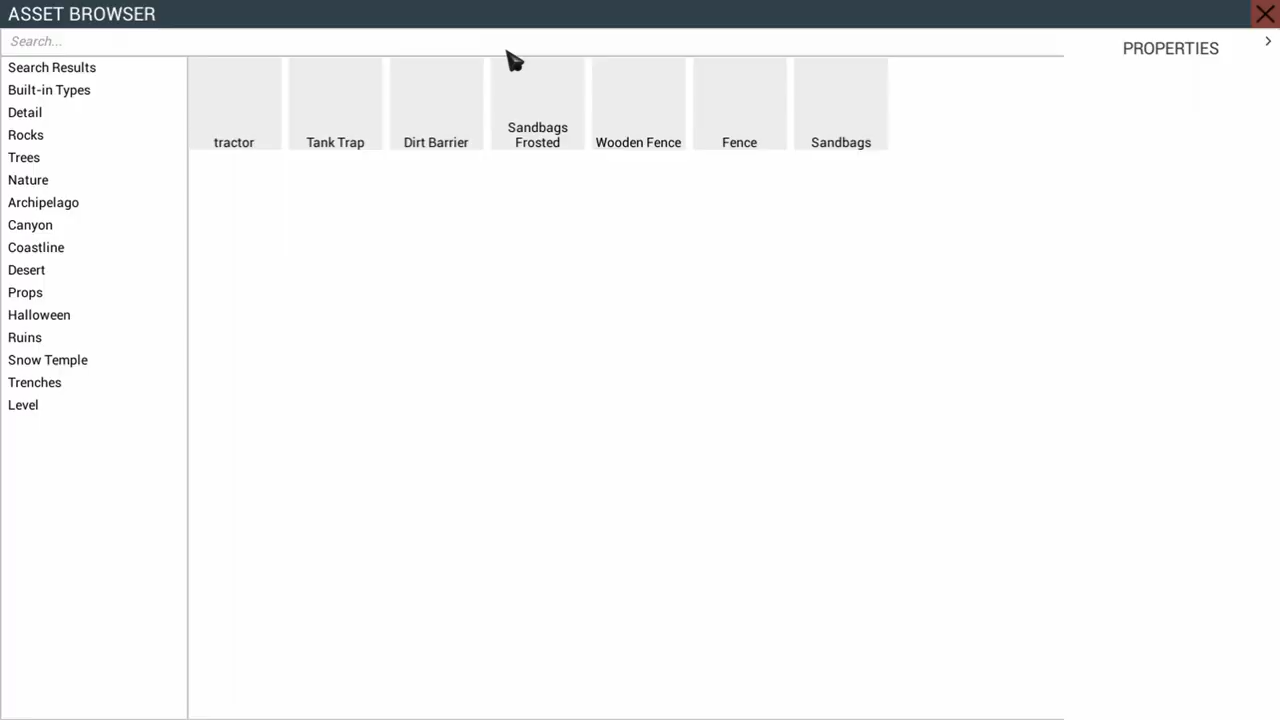 ASSET BROWSER
Search...
PROPERTIES
Search Results
Built-in Types
Detail
Rocks
Trees
Nature
Archipelago
Canyon
Coastline
Desert
Props
Halloween
Ruins
Snow Temple
Trenches
Level
tractor
Tank Trap
Dirt Barrier
Sandbags
Frosted
Wooden Fence
Fence
Sandbags